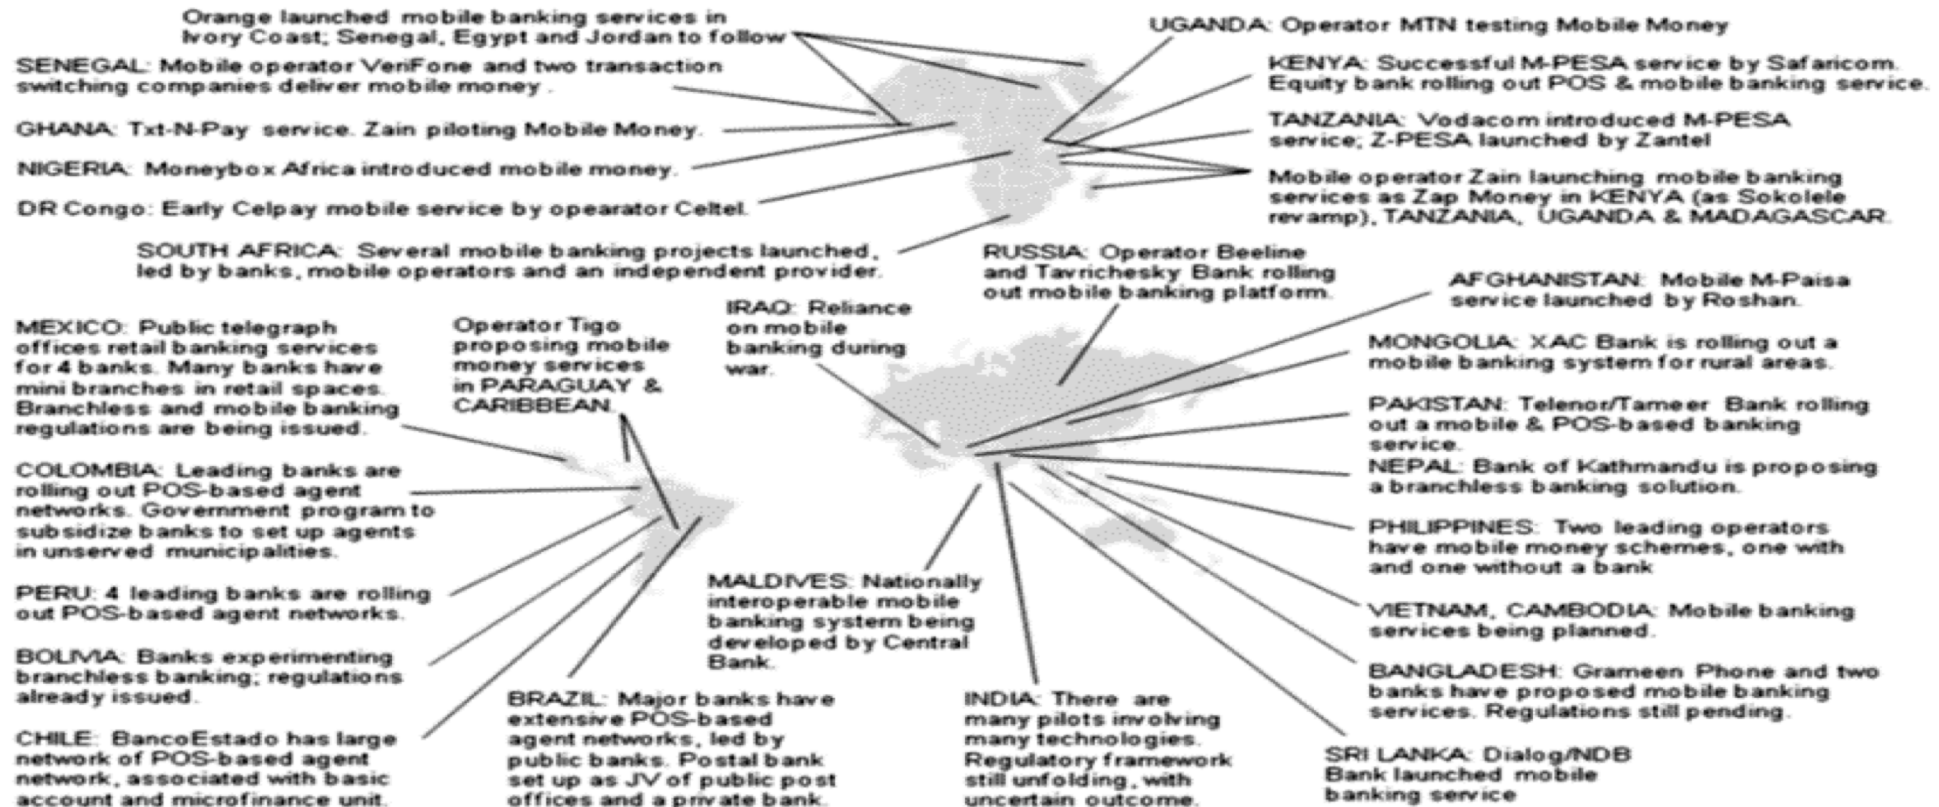 Orange launched mobile banking services in
Ivory Coast; Senegal, Egypt and Jordan to follow
SENEGAL: Mobile operator VeriFone and two transaction
switching companies deliver mobile money .
GHANA: Txt-N-Pay service. Zain piloting Mobile Money.
NIGERIA: Moneybox Africa introduced mobile money.
DR Congo: Early Celpay mobile service by opearator Celtel.
SOUTH AFRICA: Several mobile banking projects launched,
led by banks, mobile operators and an independent provider.
UGANDA: Operator MTN testing Mobile Money
KENYA: Successful M-PESA service by Safaricom.
Equity bank rolling out POS & mobile banking service.
TANZANIA: Vodacom introduced M-PESA
service; Z-PESA launched by Zantel
Mobile operator Zain launching mobile banking
services as Zap Money in KENYA (as Sokolele
revamp), TANZANIA, UGANDA & MADAGASCAR.
MEXICO: Public telegraph
offices retail banking services
for 4 banks. Many banks have
mini branches in retail spaces.
Branchless and mobile banking
regulations are being issued.
COLOMBIA: Leading banks are
rolling out POS-based agent
networks. Government program to
subsidize banks to set up agents
in unserved municipalities.
PERU: 4 leading banks are rolling
out POS-based agent networks.
BOLIVIA: Banks experimenting
branchless banking; regulations
already issued.
CHILE: BancoEstado has large
network of POS-based agent
network, associated with basic
account and microfinance unit.
Operator Tigo
proposing mobile
money services
in PARAGUAY &
CARIBBEAN.
BRAZIL: Major banks have
extensive POS-based
agent networks, led by
public banks. Postal bank
set up as JV of public post
offices and a private bank.
IRAQ: Reliance
on mobile
banking during
war.
RUSSIA: Operator Beeline
and Tavrichesky Bank rolling
out mobile banking platform.
MALDIVES: Nationally
interoperable mobile
banking system being
developed by Central
Bank.
INDIA: There are
many pilots involving
many technologies.
Regulatory framework
still unfolding, with
uncertain outcome.
AFGHANISTAN: Mobile M-Paisa
service launched by Roshan.
MONGOLIA: XAC Bank is rolling out a
mobile banking system for rural areas.
PAKISTAN: Telenor/Tameer Bank rolling
out a mobile & POS-based banking
service.
NEPAL: Bank of Kathmandu is proposing
a branchless banking solution.
PHILIPPINES: Two leading operators
have mobile money schemes, one with
and one without a bank
VIETNAM, CAMBODIA: Mobile banking
services being planned.
BANGLADESH: Grameen Phone and two
banks have proposed mobile banking
services. Regulations still pending.
SRI LANKA: Dialog/NDB
Bank launched mobile
banking service